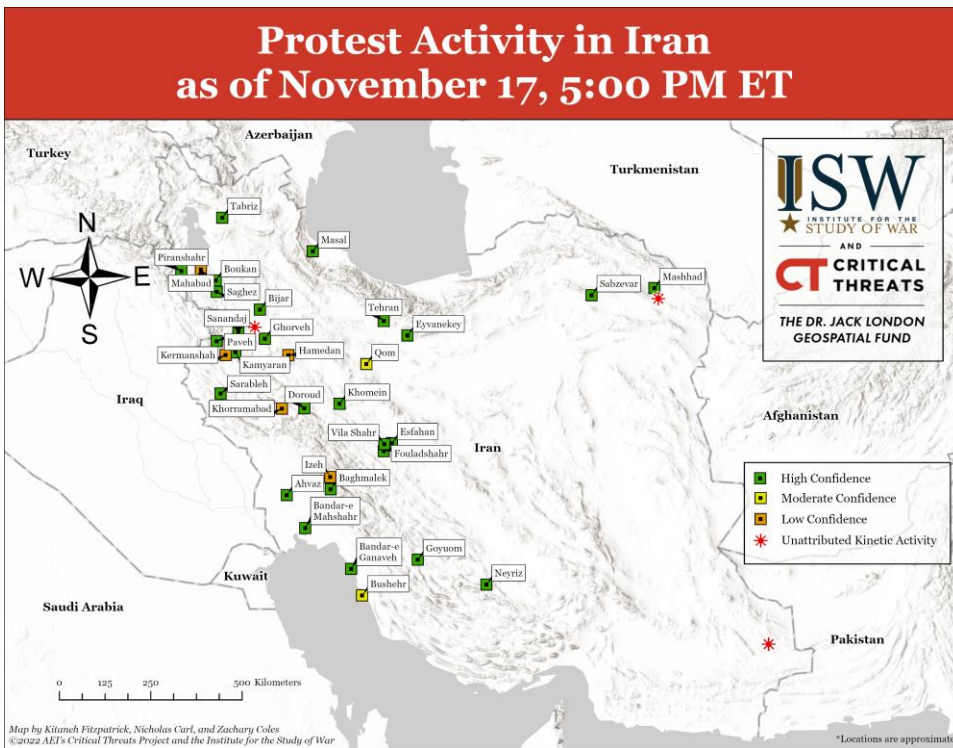 Protest Activity in Iran
as of November 17, 5:00 PM ET
Azerbaijan
Turkey
Turkmenistan
ISW
INSTITUTE FOR THE
STUDY OF WAR
AND
CT CRITICAL
THREATS
THE DR. JACK LONDON
GEOSPATIAL FUND
N
W E
S
Tabriz
Masal
Piranshahr
Mahabad
Boukan
Saghez
Bijar
Sabzevar
Mashhad
Tehran
Eyvanekey
Sanandaj
Ghorveh
Paveh
Kermanshah
Kamyaran
Hamedan
Qom
Sarableh
Doroud
Khomein
Khorramabad
Iraq
Afghanistan
Vila Shahr
Esfahan
Fouladshahr
Iran
Izeh
Baghmalek
Ahvaz
Bandar-e
Mahshahr
High Confidence
Moderate Confidence
Low Confidence
Unattributed Kinetic Activity
Bandar-e
Ganaveh
Goyuom
Neyriz
Bushehr
Kuwait
Saudi Arabia
Pakistan
0 125 250 500 Kilometers
Map by Kitaneh Fitzpatrick, Nicholas Carl, and Zachary Coles
©2022 AEI's Critical Threats Project and the Institute for the Study of War
*Locations are approximate